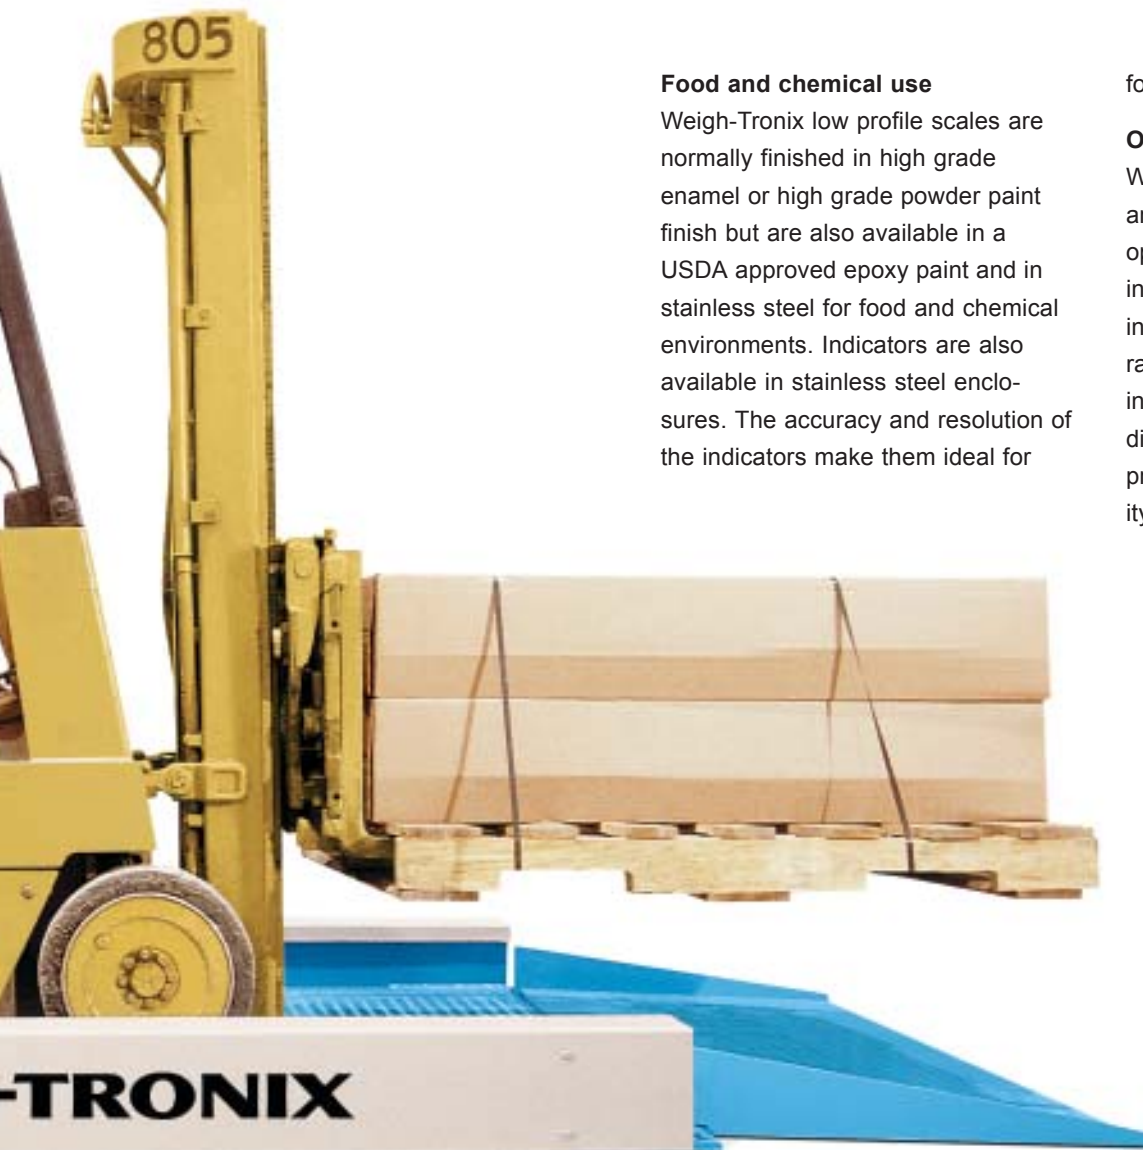 805
Food and chemical use
Weigh-Tronix low profile scales are
normally finished in high grade
enamel or high grade powder paint
finish but are also available in a
USDA approved epoxy paint and in
stainless steel for food and chemical
environments. Indicators are also
available in stainless steel enclo-
sures. The accuracy and resolution of
the indicators make them ideal for
-TRONIX